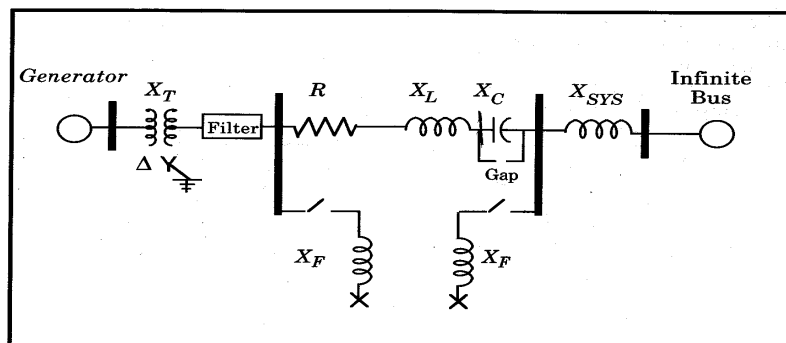 Generator
X_T
Filter
Δ
R
X_L
X_C
Gap
X_SYS
Infinite
Bus
X_F
X_F